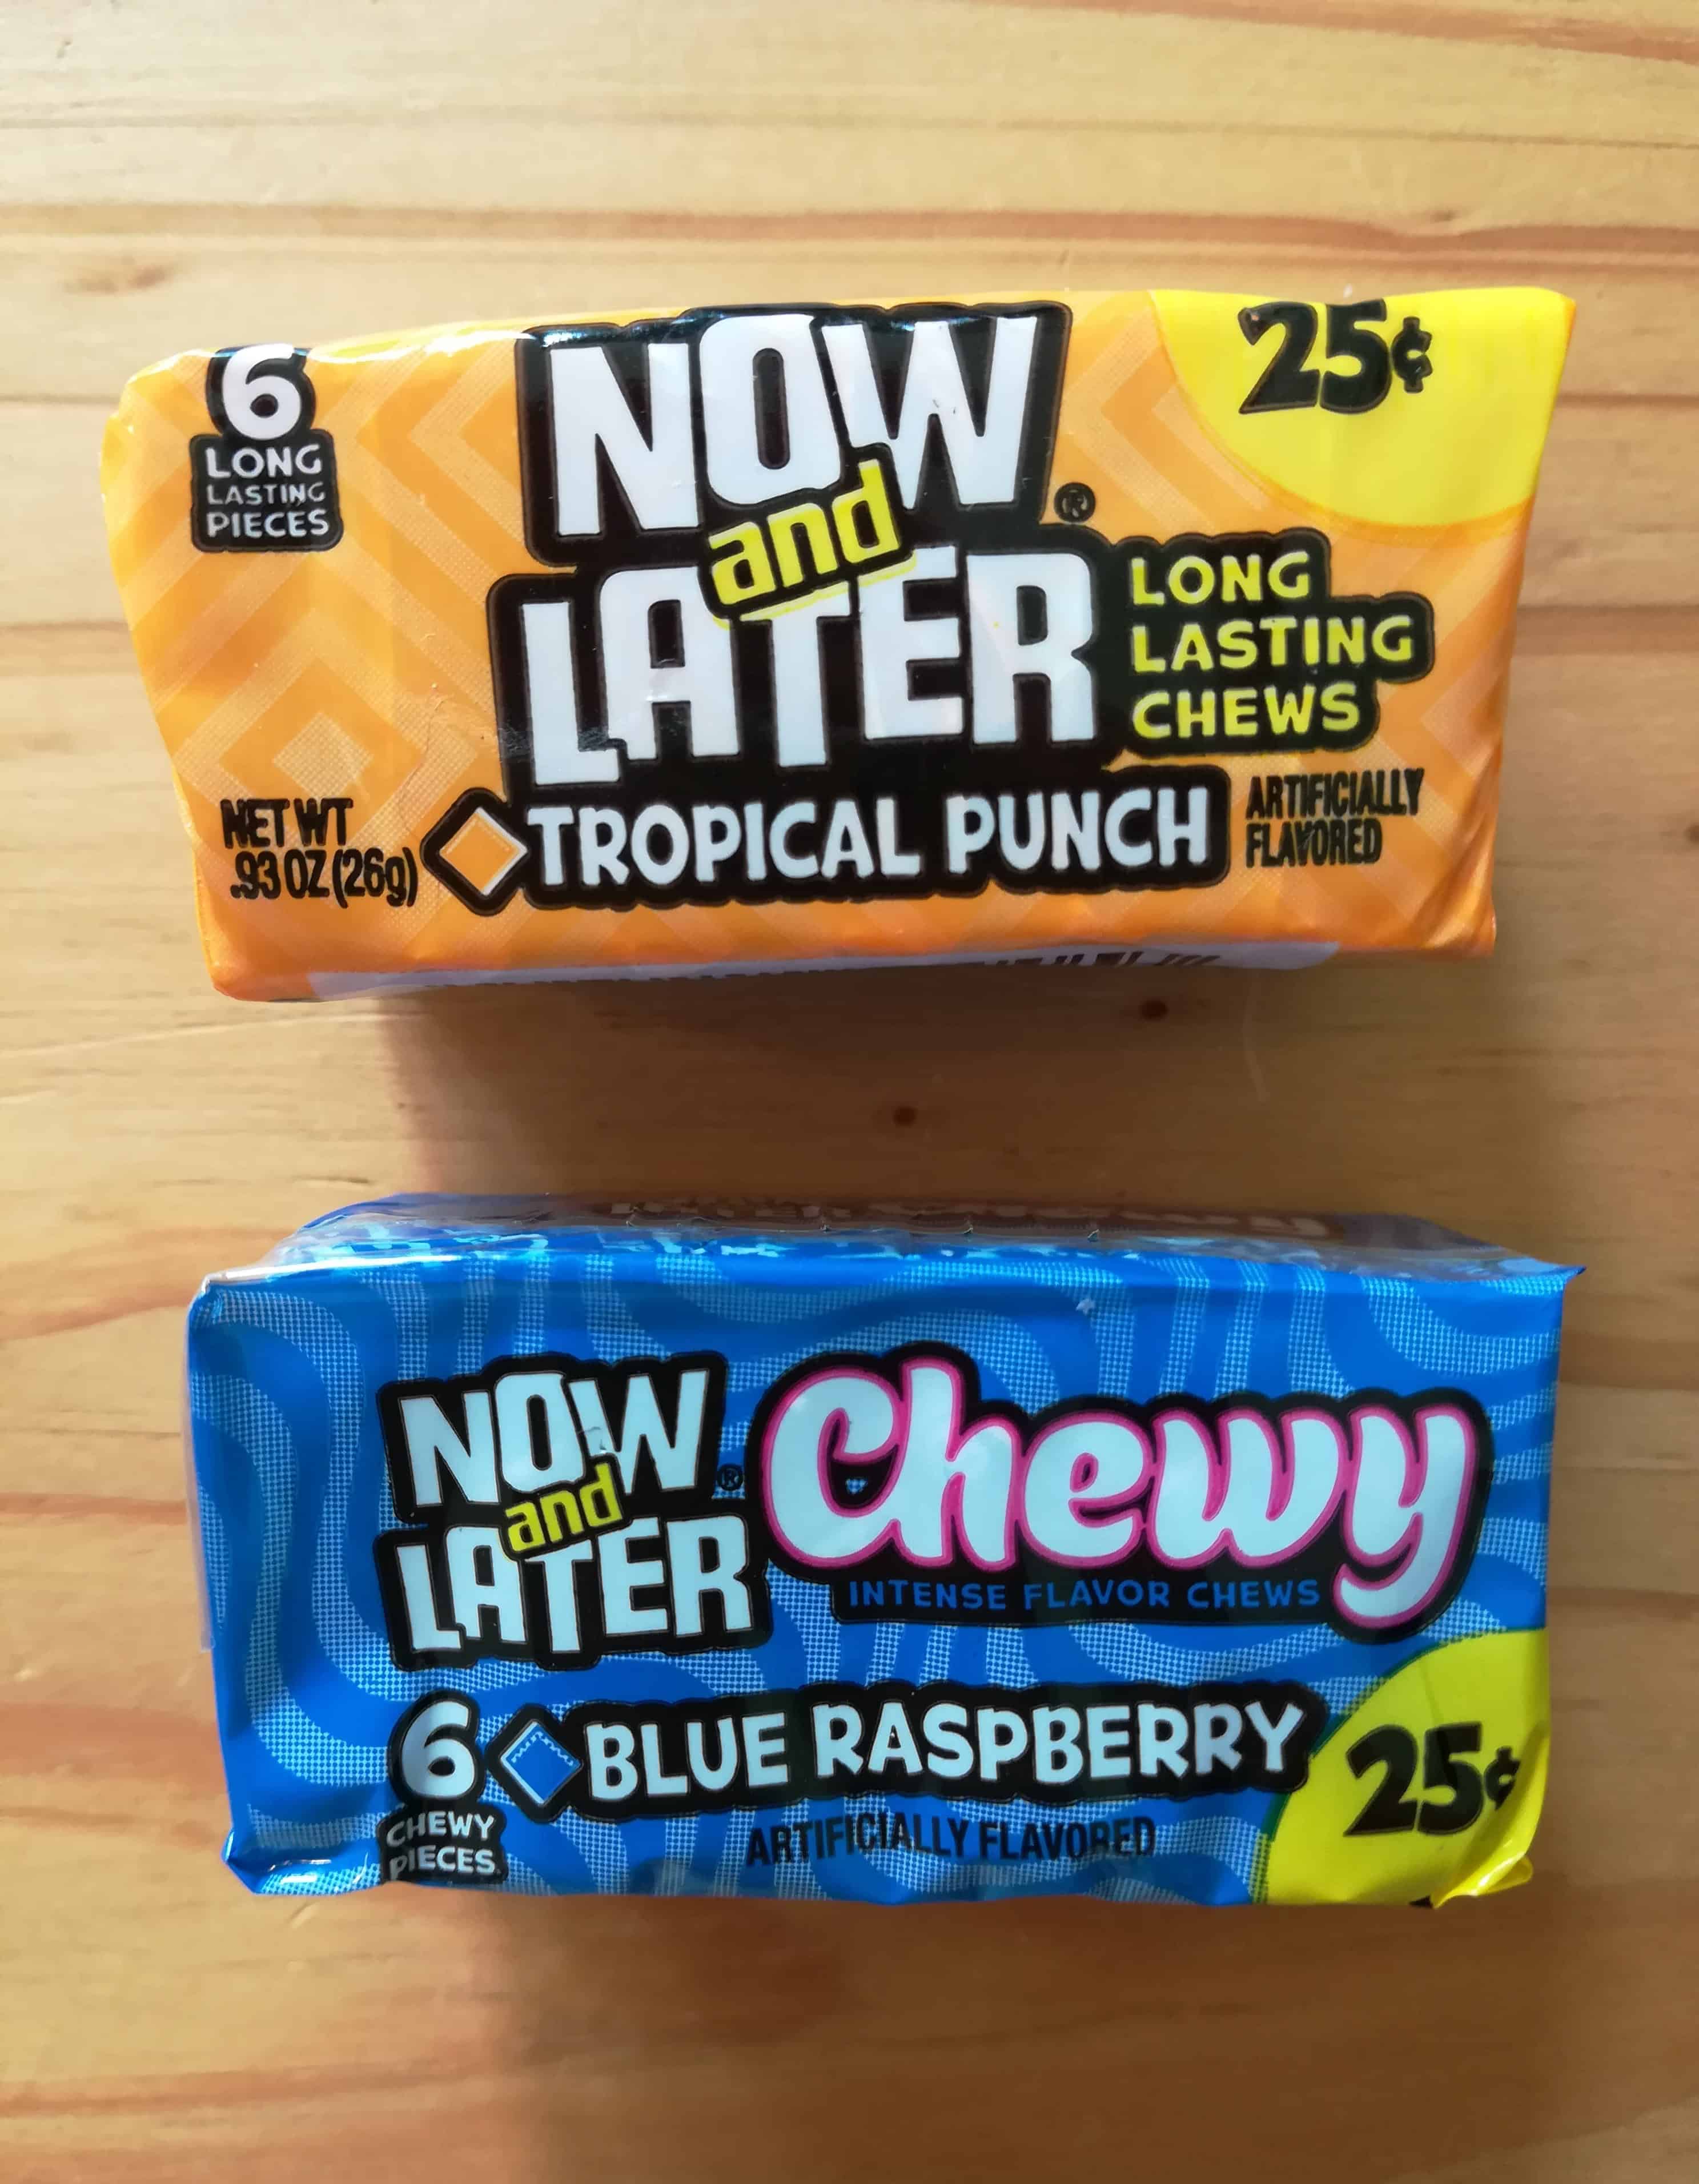 6
LONG
LASTING
PIECES
NOW
and
LATER
®
25¢
LONG
LASTING
CHEWS
NET WT
.93 OZ (26g)
TROPICAL PUNCH
ARTIFICIALLY
FLAVORED
NOW
and
LATER
®
Chewy
INTENSE FLAVOR CHEWS
6
CHEWY
PIECES
BLUE RASPBERRY
ARTIFICIALLY FLAVORED
25¢